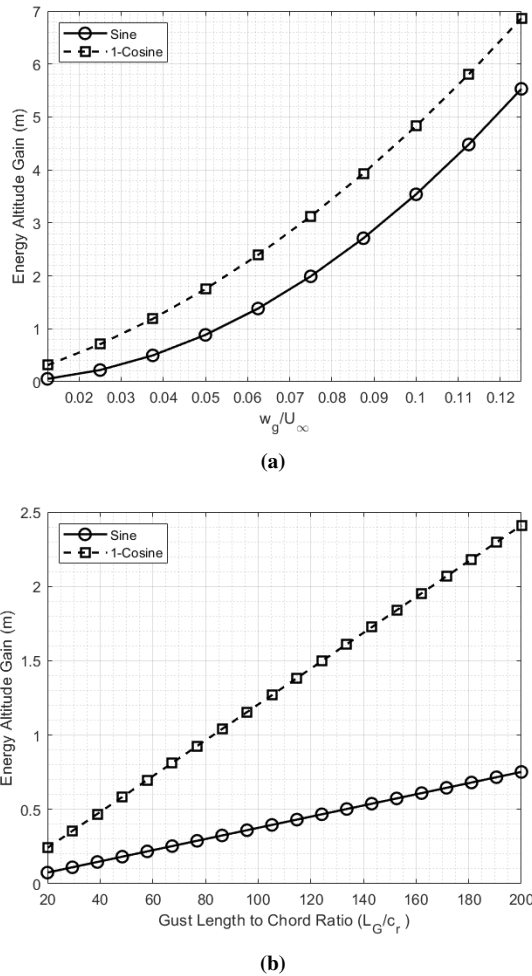 7
6
5
4
3
2
1
0
Energy Altitude Gain (m)
Sine
1-Cosine
0.02 0.03 0.04 0.05 0.06 0.07 0.08 0.09 0.1 0.11 0.12
w_g/U_∞
(a)
2.5
2
1.5
1
0.5
0
Energy Altitude Gain (m)
Sine
1-Cosine
20 40 60 80 100 120 140 160 180 200
Gust Length to Chord Ratio (L_G/c_r )
(b)